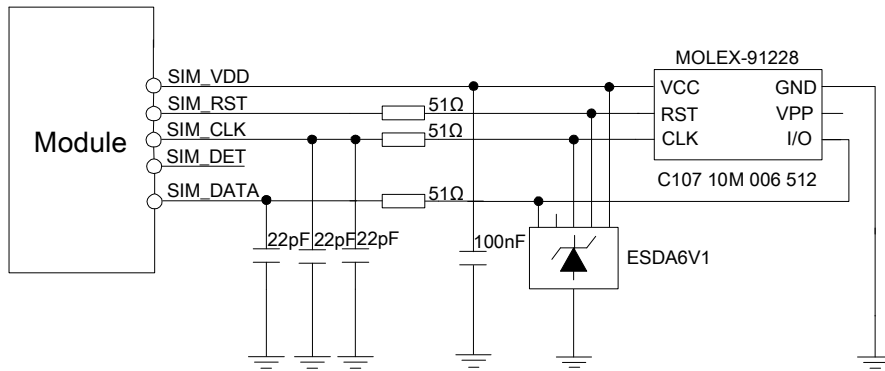 MOLEX-91228
SIM_VDD
VCC
GND
SIM_RST
51Ω
RST
VPP
SIM_CLK
51Ω
CLK
I/O
Module
SIM_DET
C107 10M 006 512
SIM_DATA
51Ω
22pF
22pF
22pF
100nF
ESDA6V1